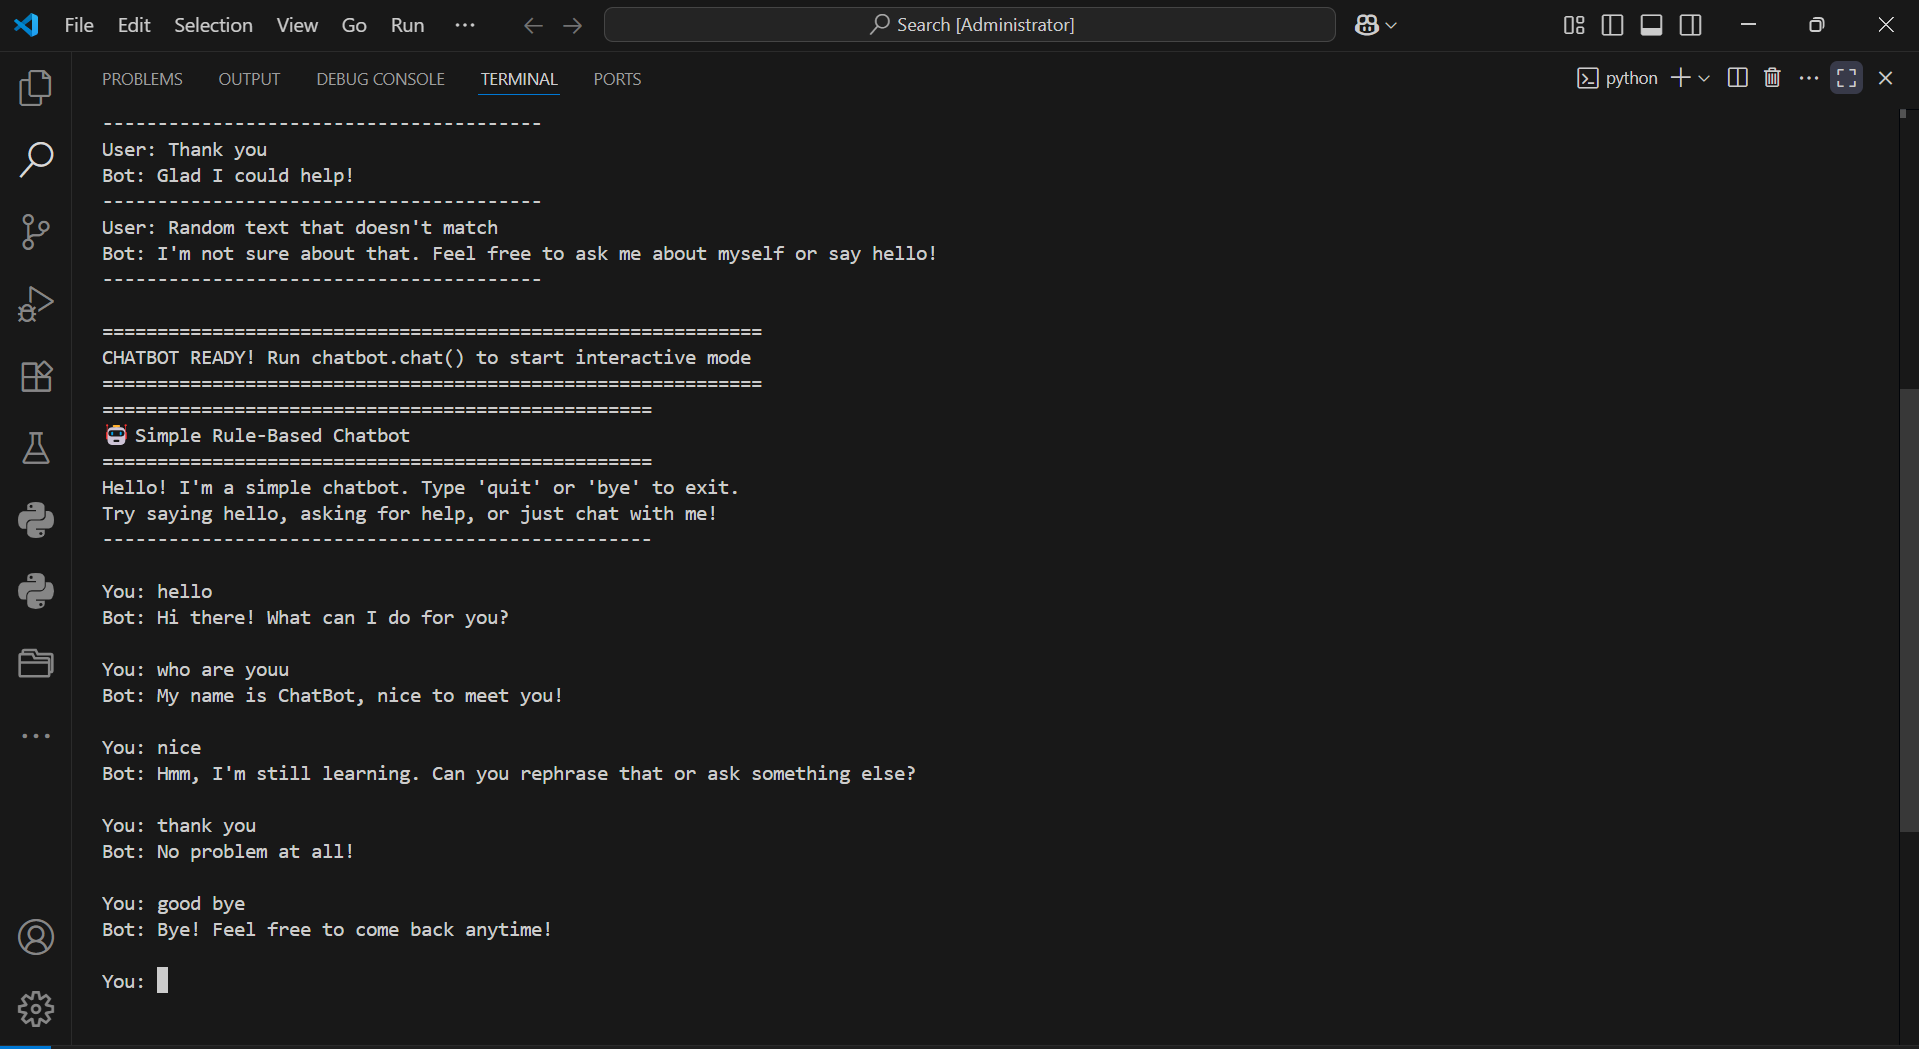 File Edit Selection View Go Run ··· Search [Administrator]
PROBLEMS OUTPUT DEBUG CONSOLE TERMINAL PORTS python
----------------------------------------
User: Thank you
Bot: Glad I could help!
----------------------------------------
User: Random text that doesn't match
Bot: I'm not sure about that. Feel free to ask me about myself or say hello!
----------------------------------------
============================================================
CHATBOT READY! Run chatbot.chat() to start interactive mode
============================================================
==================================================
🤖 Simple Rule-Based Chatbot
==================================================
Hello! I'm a simple chatbot. Type 'quit' or 'bye' to exit.
Try saying hello, asking for help, or just chat with me!
--------------------------------------------------
You: hello
Bot: Hi there! What can I do for you?
You: who are youu
Bot: My name is ChatBot, nice to meet you!
You: nice
Bot: Hmm, I'm still learning. Can you rephrase that or ask something else?
You: thank you
Bot: No problem at all!
You: good bye
Bot: Bye! Feel free to come back anytime!
You: